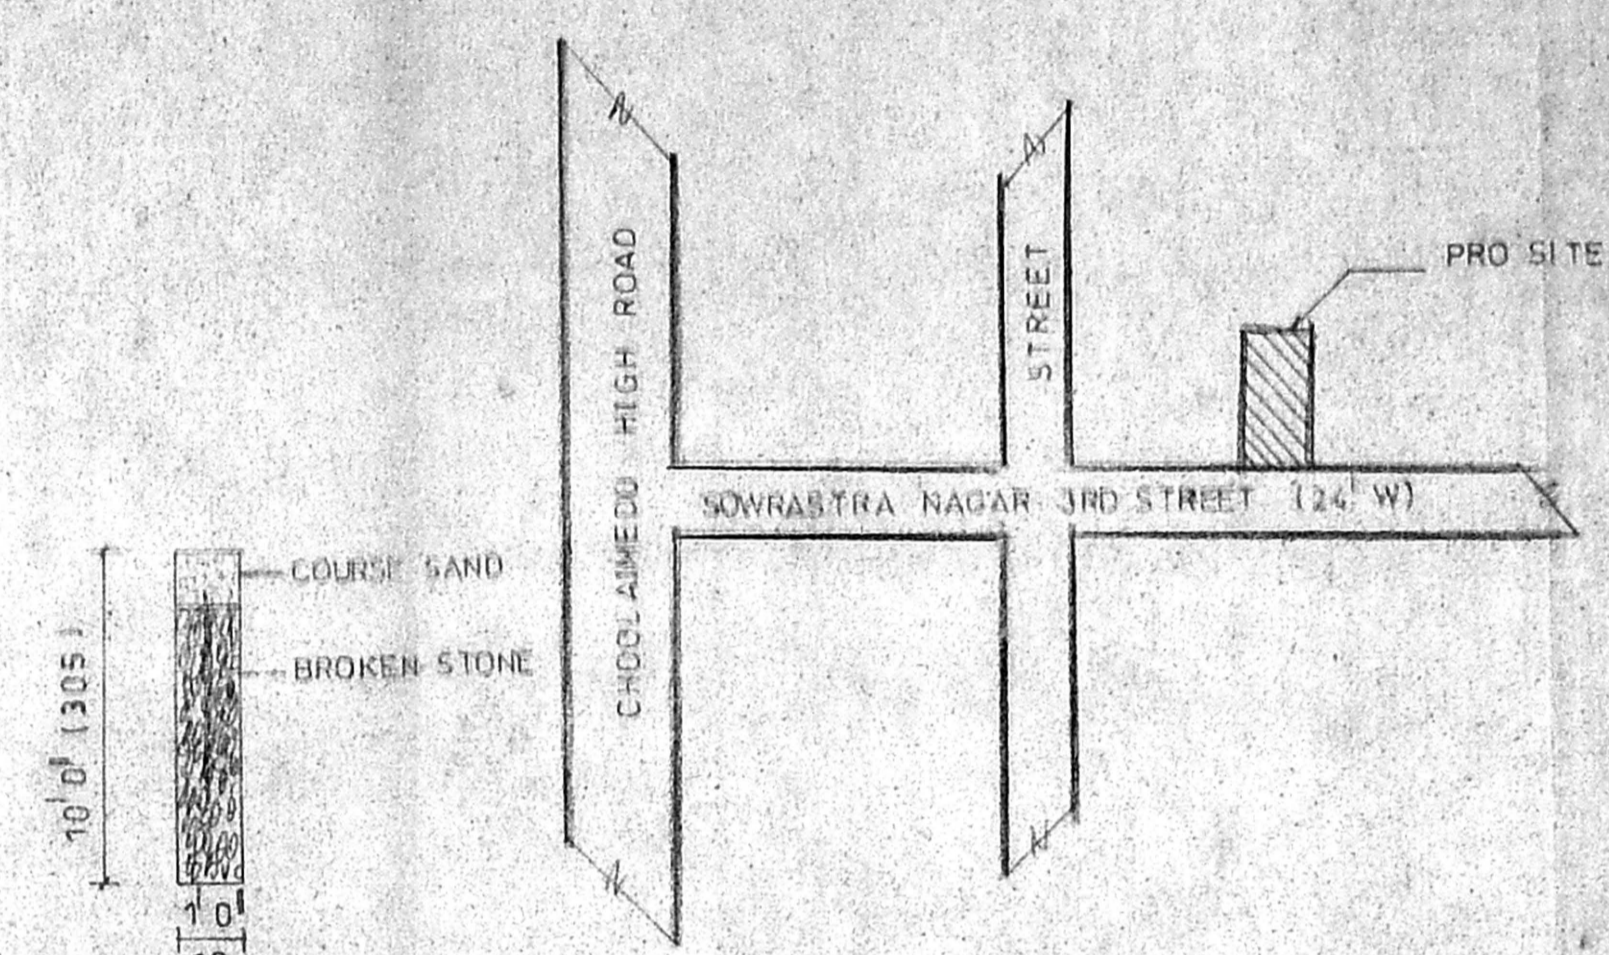 PRO SITE
STREET
CHOOLAIMEDD HIGH ROAD
SOWRASTRA NAGAR 3RD STREET (24' W)
COURSE SAND
BROKEN STONE
10' 0" (305)
1' 0"